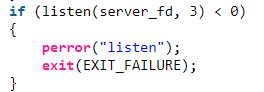 if (listen(server_fd, 3) < 0)
{
    perror("listen");
    exit(EXIT_FAILURE);
}